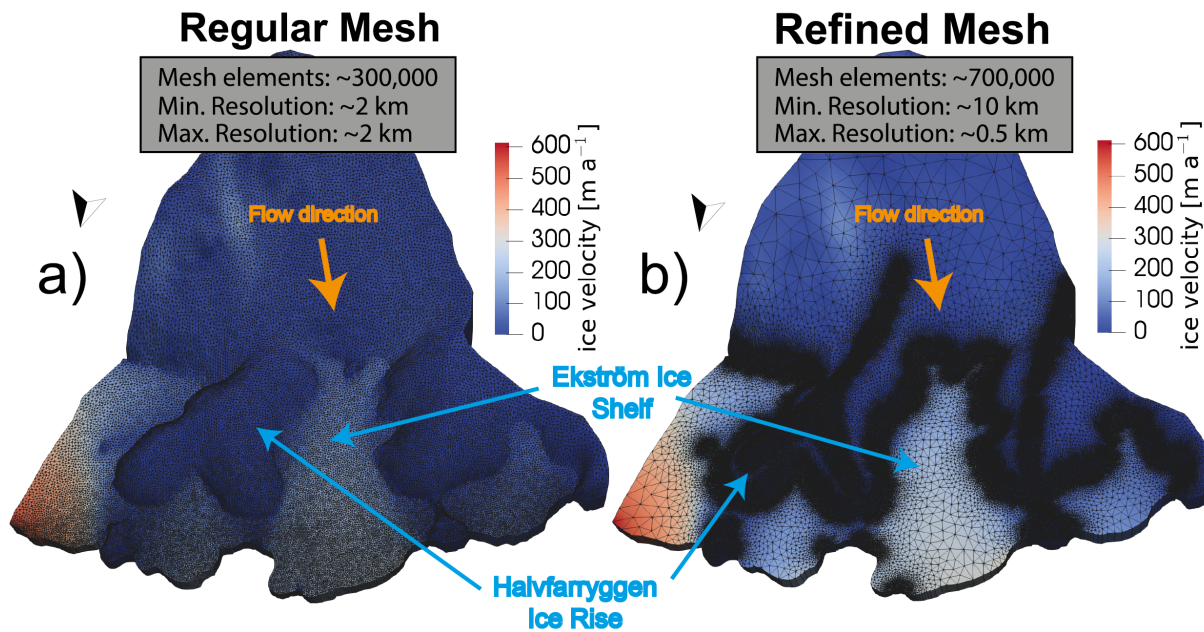 Regular Mesh
Mesh elements: ~300,000
Min. Resolution: ~2 km
Max. Resolution: ~2 km
600
500
400
300
200
100
0
ice velocity [m a⁻¹]
Flow direction
a)
Refined Mesh
Mesh elements: ~700,000
Min. Resolution: ~10 km
Max. Resolution: ~0.5 km
600
500
400
300
200
100
0
ice velocity [m a⁻¹]
Flow direction
b)
Ekström Ice
Shelf
Halvfarryggen
Ice Rise